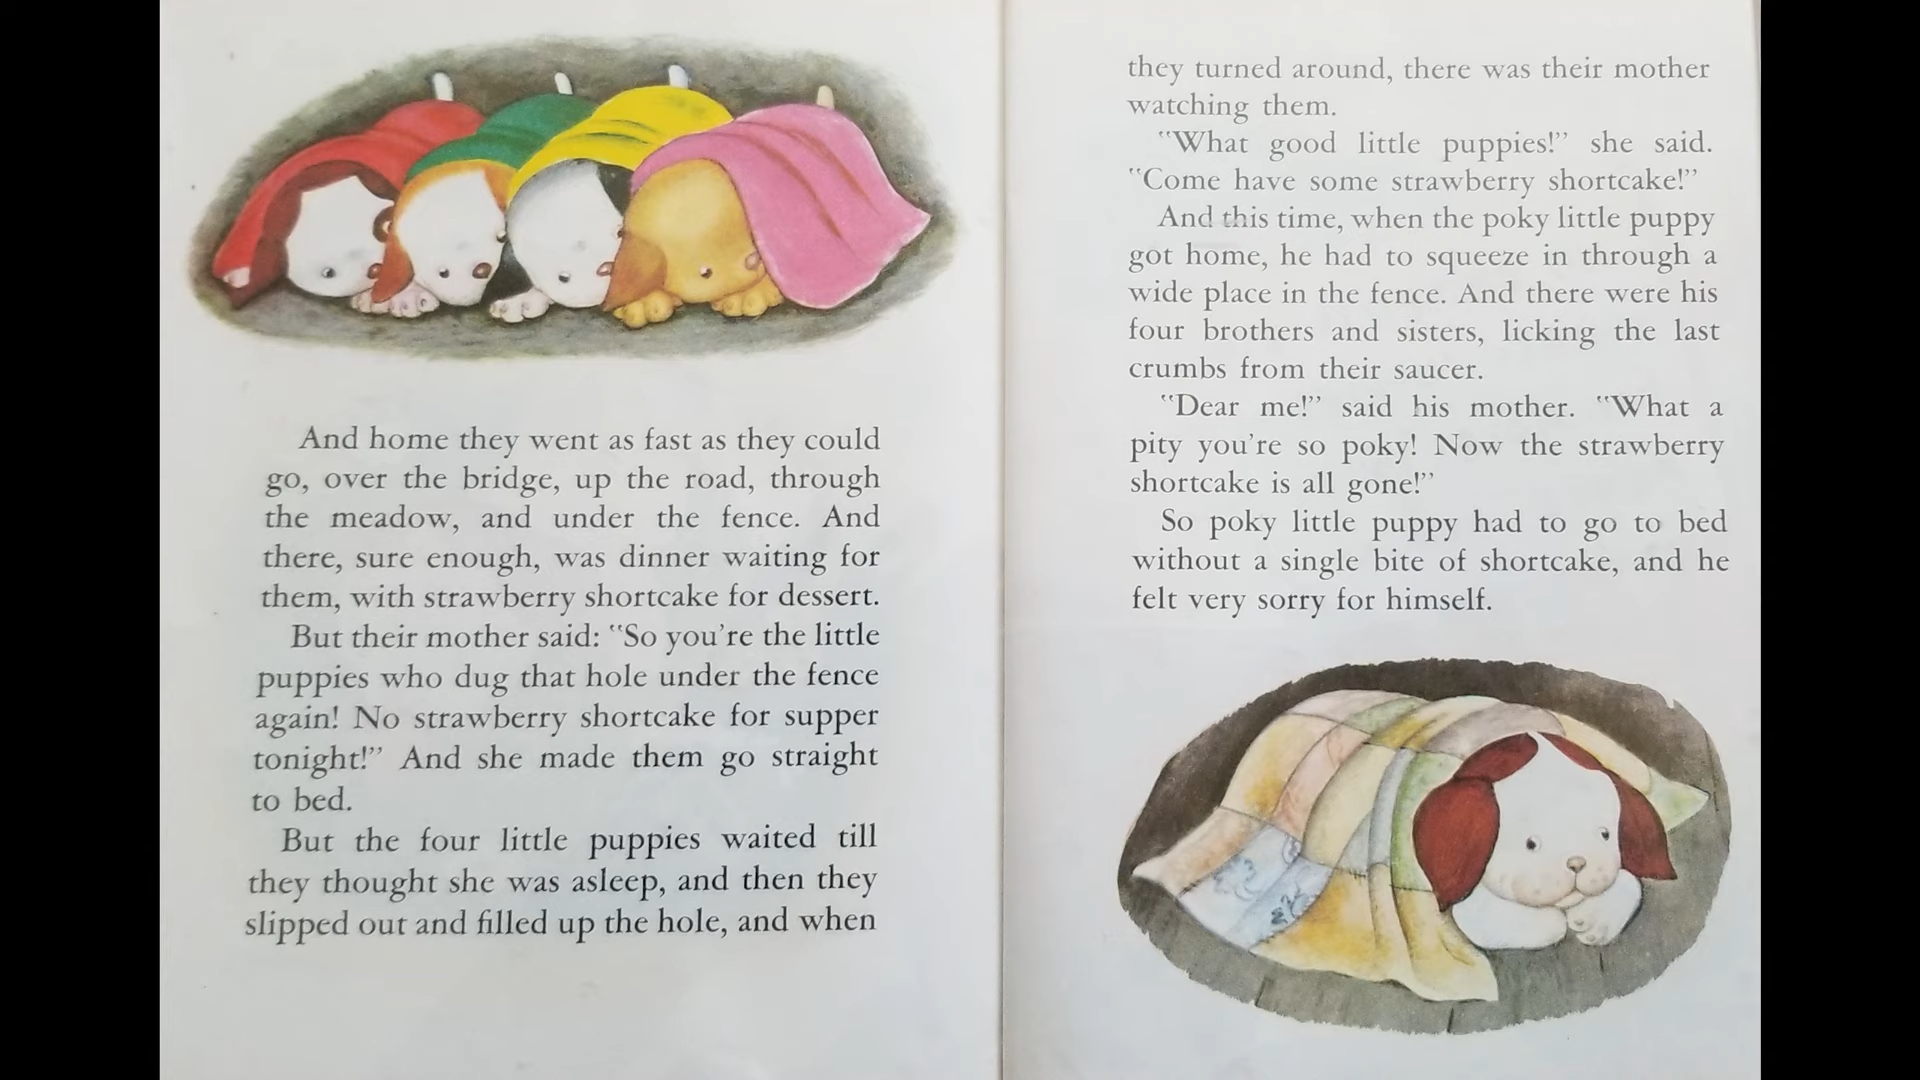 And home they went as fast as they could
go, over the bridge, up the road, through
the meadow, and under the fence. And
there, sure enough, was dinner waiting for
them, with strawberry shortcake for dessert.
But their mother said: "So you're the little
puppies who dug that hole under the fence
again! No strawberry shortcake for supper
tonight!" And she made them go straight
to bed.
But the four little puppies waited till
they thought she was asleep, and then they
slipped out and filled up the hole, and when
they turned around, there was their mother
watching them.
"What good little puppies!" she said.
"Come have some strawberry shortcake!"
And this time, when the poky little puppy
got home, he had to squeeze in through a
wide place in the fence. And there were his
four brothers and sisters, licking the last
crumbs from their saucer.
"Dear me!" said his mother. "What a
pity you're so poky! Now the strawberry
shortcake is all gone!"
So poky little puppy had to go to bed
without a single bite of shortcake, and he
felt very sorry for himself.